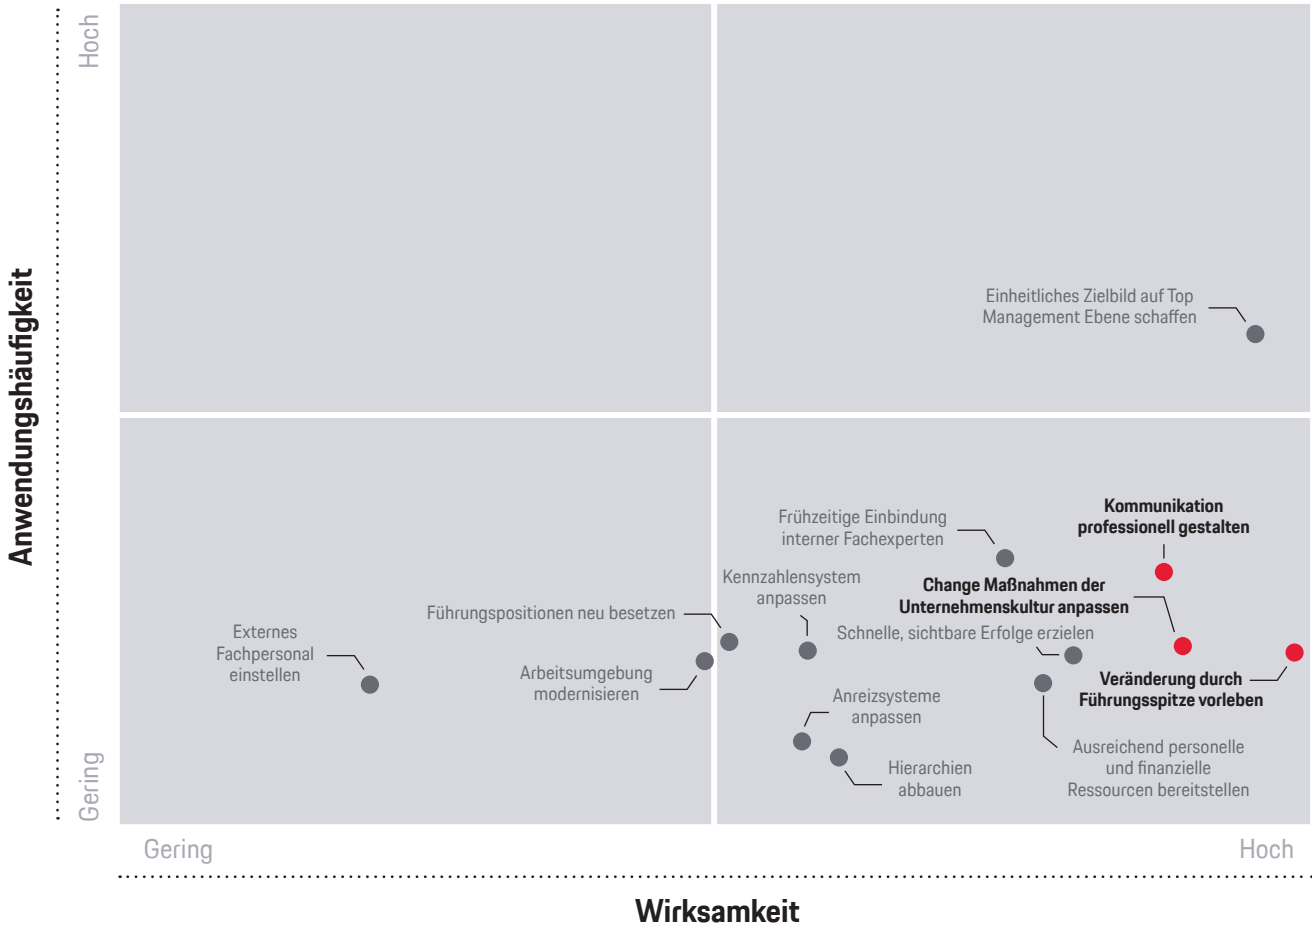 Hoch
Anwendungshäufigkeit
Einheitliches Zielbild auf Top
Management Ebene schaffen
Kommunikation
professionell gestalten
Frühzeitige Einbindung
interner Fachexperten
Kennzahlensystem
anpassen
Change Maßnahmen der
Unternehmenskultur anpassen
Führungspositionen neu besetzen
Schnelle, sichtbare Erfolge erzielen
Externes
Fachpersonal
einstellen
Arbeitsumgebung
modernisieren
Veränderung durch
Führungsspitze vorleben
Anreizsysteme
anpassen
Ausreichend personelle
und finanzielle
Ressourcen bereitstellen
Hierarchien
abbauen
Gering
Gering
Hoch
Wirksamkeit